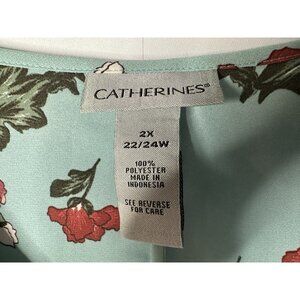 CATHERINES®
2X
22/24W
100%
POLYESTER
MADE IN
INDONESIA
SEE REVERSE
FOR CARE